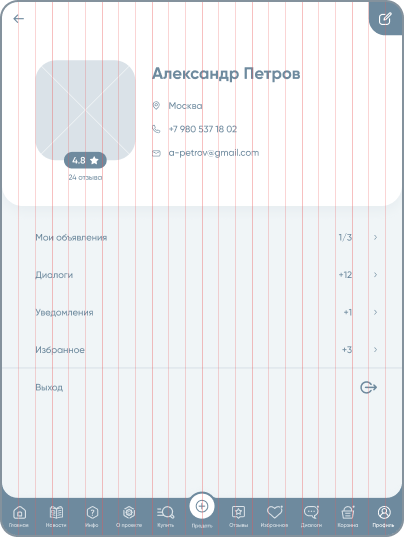 Александр Петров
Москва
+7 980 537 18 02
a-petrov@gmail.com
4.8
24 отзыва
Мои объявления 1/3
Диалоги +12
Уведомления +1
Избранное +3
Выход
Главное Новости Инфо О проекте Купить Продать Отзывы Избранное Диалоги Корзина Профиль